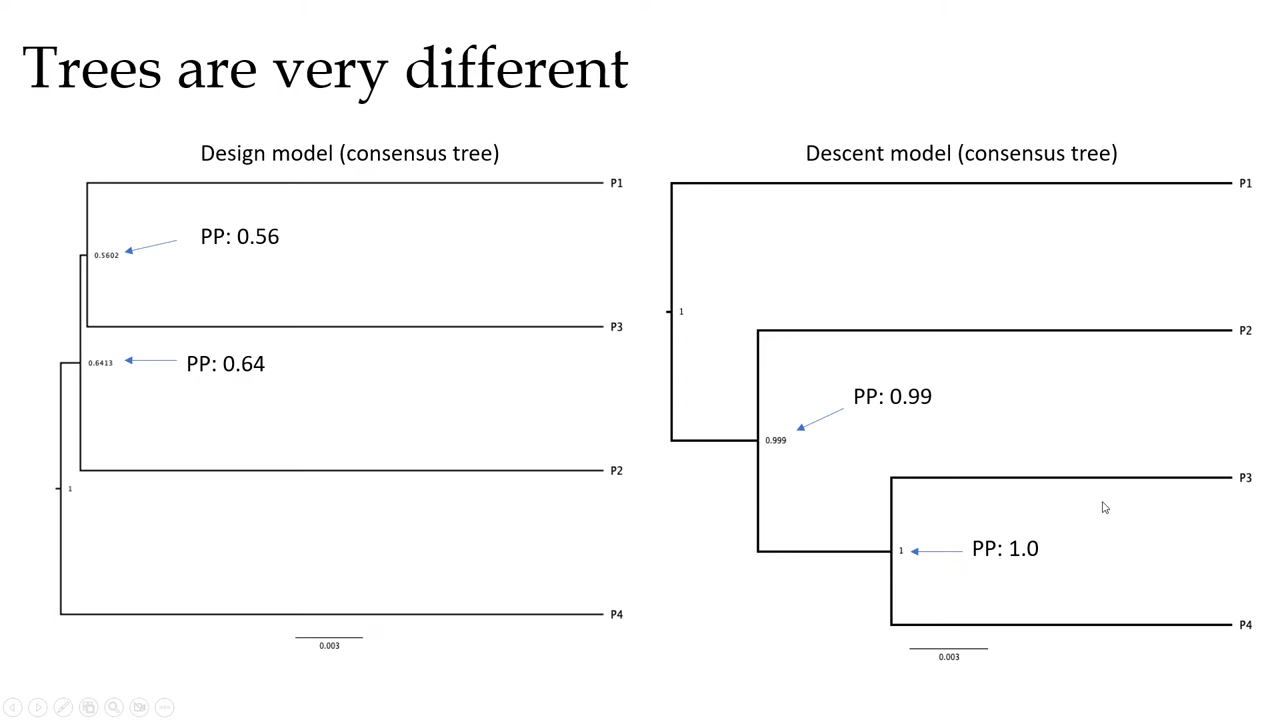 Trees are very different
Design model (consensus tree)
P1
PP: 0.56
0.5602
P3
PP: 0.64
0.6413
P2
1
P4
0.003
Descent model (consensus tree)
P1
1
P2
PP: 0.99
0.999
P3
PP: 1.0
1
P4
0.003